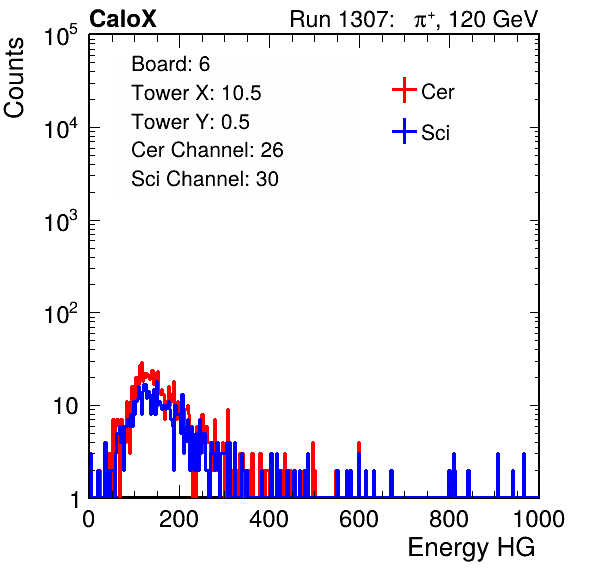 CaloX Run 1307: π⁺, 120 GeV
Board: 6
Tower X: 10.5
Tower Y: 0.5
Cer Channel: 26
Sci Channel: 30
Cer
Sci
Counts
10⁵
10⁴
10³
10²
10
1
0 200 400 600 800 1000
Energy HG